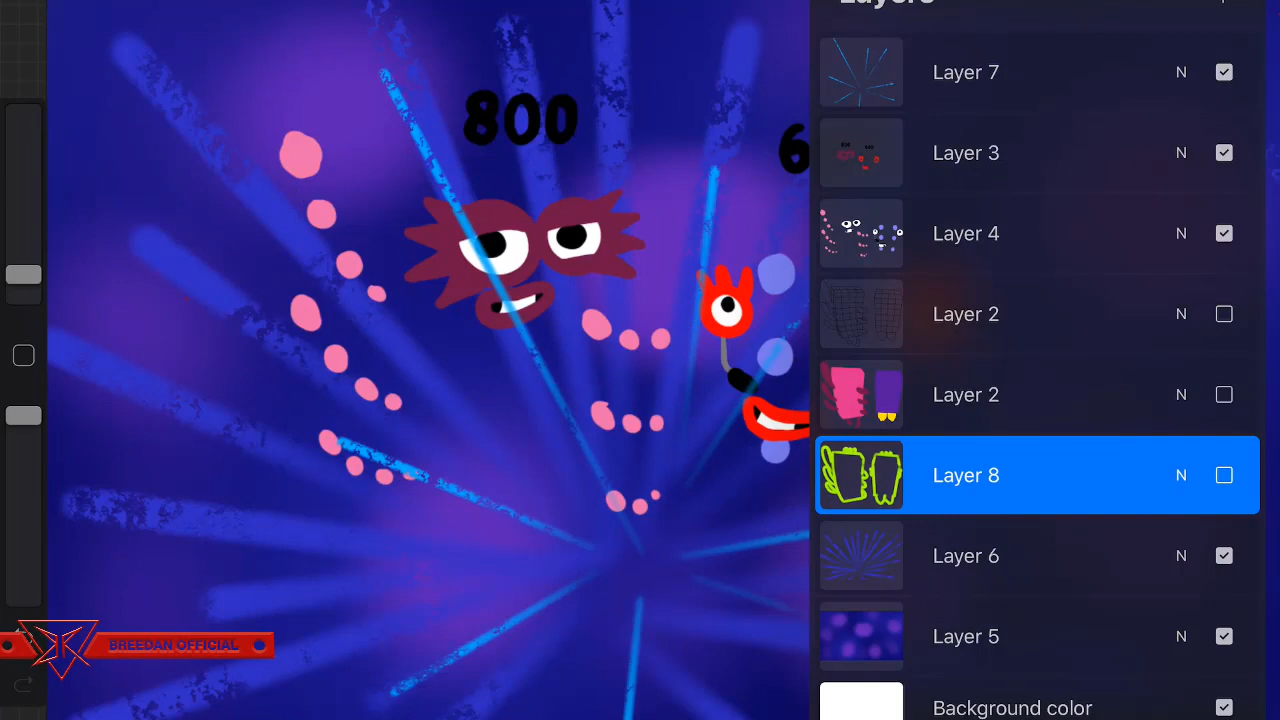 Layers
Layer 7 N
Layer 3 N
Layer 4 N
Layer 2 N
Layer 2 N
Layer 8 N
Layer 6 N
Layer 5 N
Background color
800
6
BREEDAN OFFICIAL